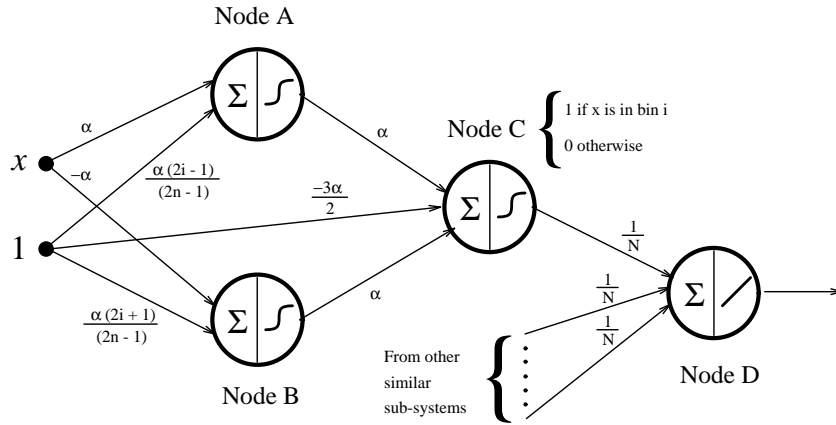 Node A
Σ
α
x
-α
α (2i - 1)
(2n - 1)
1
α (2i + 1)
(2n - 1)
Σ
Node B
α
-3α
2
α
Node C
1 if x is in bin i
0 otherwise
Σ
1
N
1
N
1
N
Σ
Node D
From other
similar
sub-systems